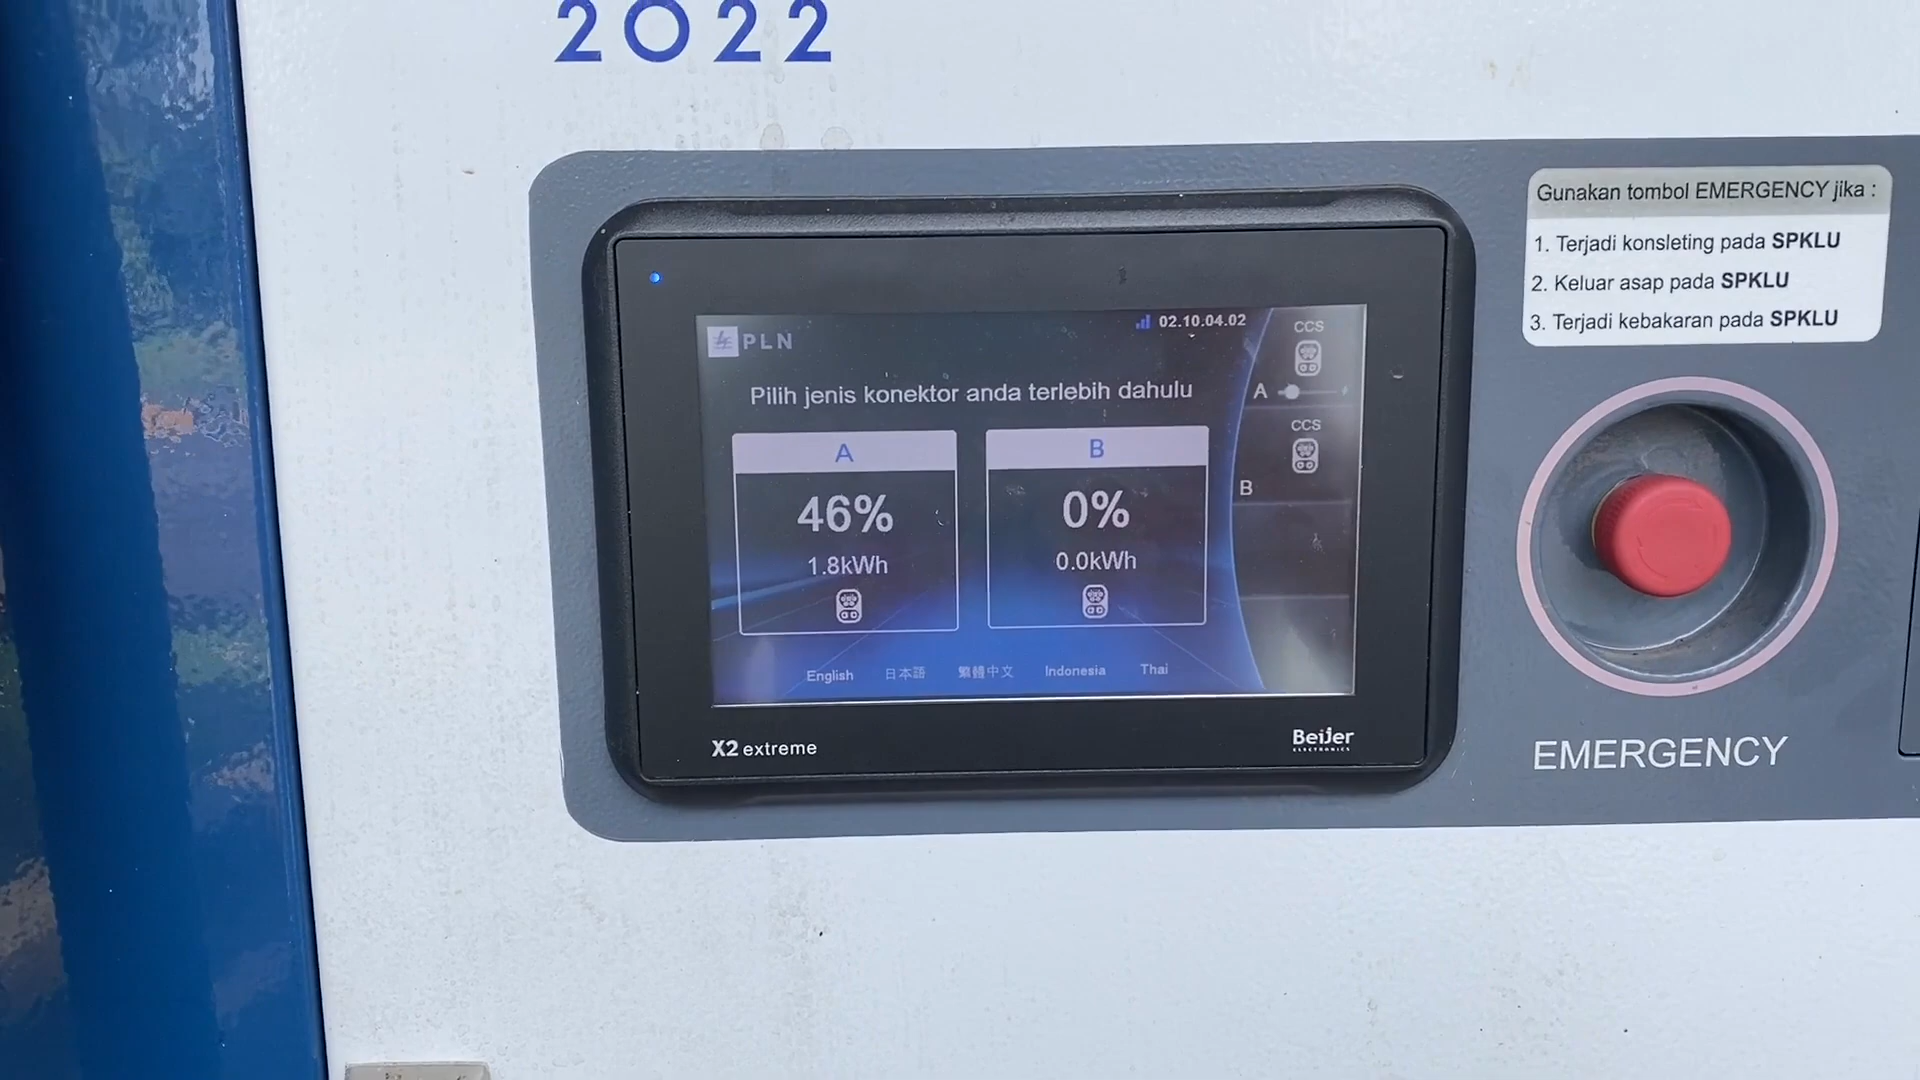 2022
Gunakan tombol EMERGENCY jika :
1. Terjadi konsleting pada SPKLU
2. Keluar asap pada SPKLU
3. Terjadi kebakaran pada SPKLU
PLN
02.10.04.02
CCS
Pilih jenis konektor anda terlebih dahulu
A
CCS
A
B
46%
0%
B
1.8kWh
0.0kWh
English 日本語 繁體中文 Indonesia Thai
X2 extreme
Beijer
ELECTRONICS
EMERGENCY